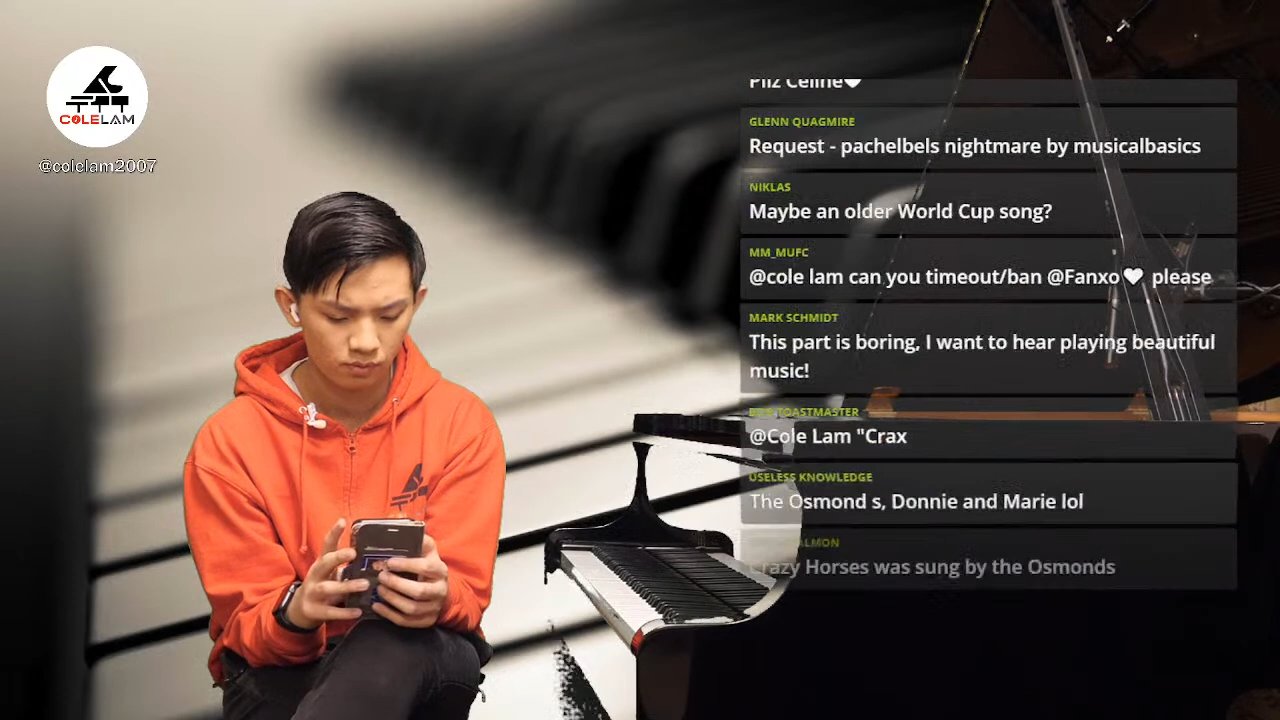 COLELAM
@colelam2007
Pilz Celine❤
GLENN QUAGMIRE
Request - pachelbels nightmare by musicalbasics
NIKLAS
Maybe an older World Cup song?
MM_MUFC
@cole lam can you timeout/ban @Fanxo❤ please
MARK SCHMIDT
This part is boring, I want to hear playing beautiful
music!
TOASTMASTER
@Cole Lam "Crax
USELESS KNOWLEDGE
The Osmond s, Donnie and Marie lol
Crazy Horses was sung by the Osmonds